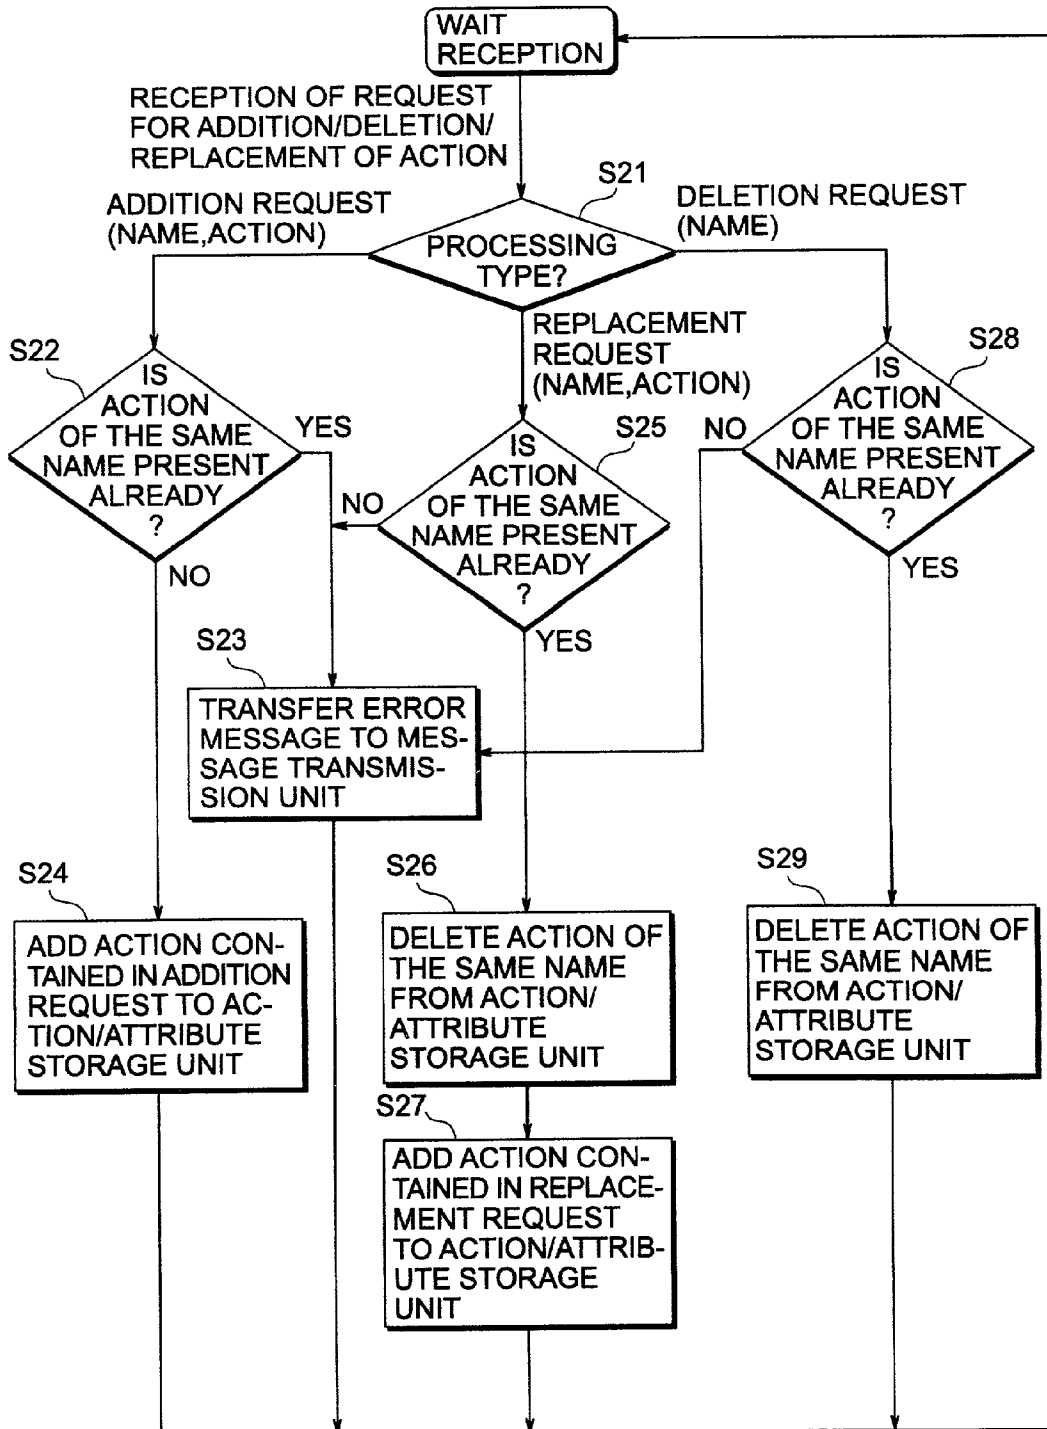 WAIT
RECEPTION
RECEPTION OF REQUEST
FOR ADDITION/DELETION/
REPLACEMENT OF ACTION
S21
ADDITION REQUEST
(NAME,ACTION)
DELETION REQUEST
(NAME)
PROCESSING
TYPE?
REPLACEMENT
REQUEST
(NAME,ACTION)
S22
IS
ACTION
OF THE SAME
NAME PRESENT
ALREADY
?
YES
NO
S25
IS
ACTION
OF THE SAME
NAME PRESENT
ALREADY
?
NO
YES
S28
IS
ACTION
OF THE SAME
NAME PRESENT
ALREADY
?
NO
YES
S23
TRANSFER ERROR
MESSAGE TO MES-
SAGE TRANSMIS-
SION UNIT
S24
ADD ACTION CON-
TAINED IN ADDITION
REQUEST TO AC-
TION/ATTRIBUTE
STORAGE UNIT
S26
DELETE ACTION OF
THE SAME NAME
FROM ACTION/
ATTRIBUTE
STORAGE UNIT
S29
DELETE ACTION OF
THE SAME NAME
FROM ACTION/
ATTRIBUTE
STORAGE UNIT
S27
ADD ACTION CON-
TAINED IN REPLACE-
MENT REQUEST
TO ACTION/ATTRIB-
UTE STORAGE
UNIT